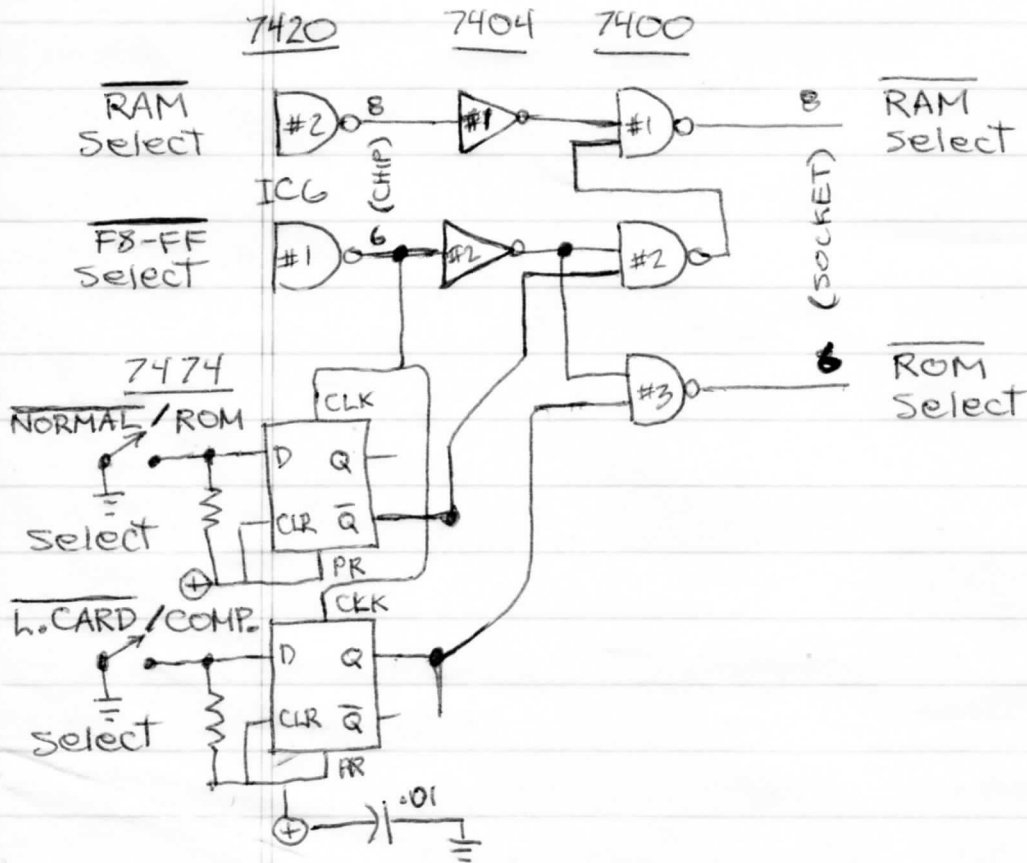 7420 7404 7400
RAM Select
#2 8 #1 #1 8
RAM Select
IC6 (CHIP) (SOCKET)
F8-FF Select
#1 6 #2 #2
7474
#3 6
ROM Select
NORMAL/ROM
CLK
D Q
CLR Q
Select
PR
L.CARD/COMP.
CLK
D Q
CLR Q
Select
PR
+ .01